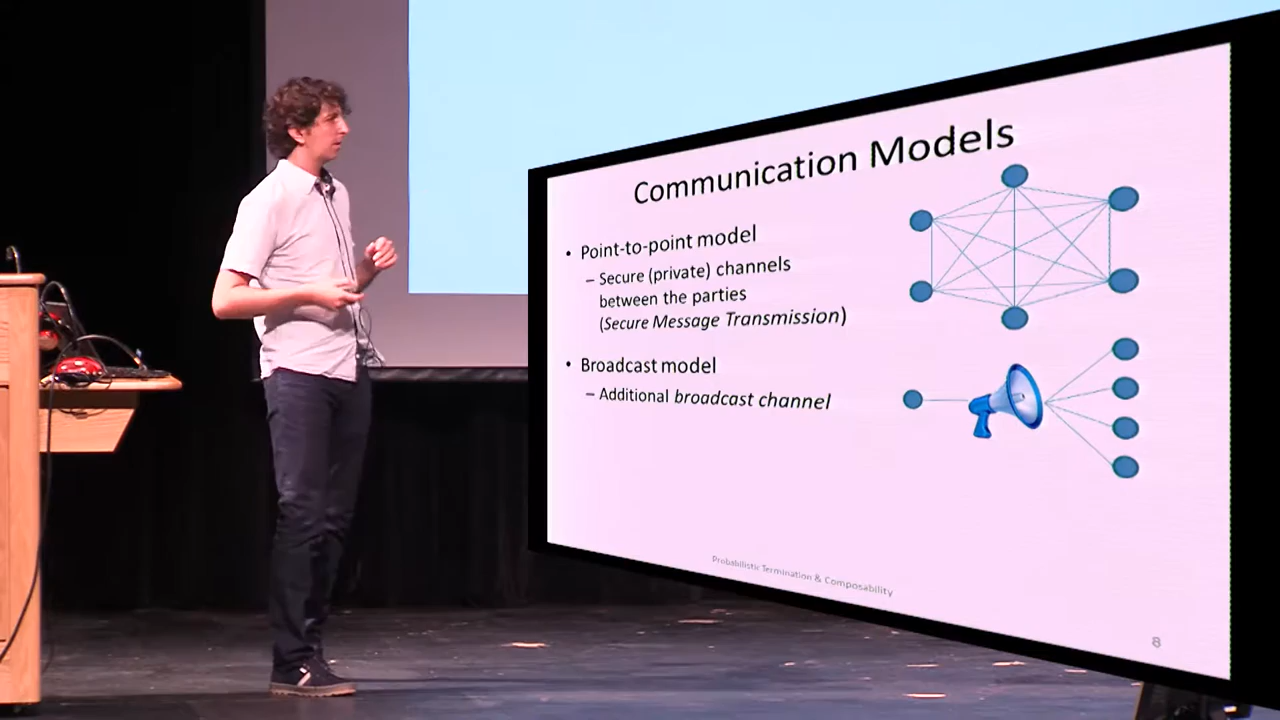 Communication Models
• Point-to-point model
– Secure (private) channels
between the parties
(Secure Message Transmission)
• Broadcast model
– Additional broadcast channel
Probabilistic Termination & Composability
8